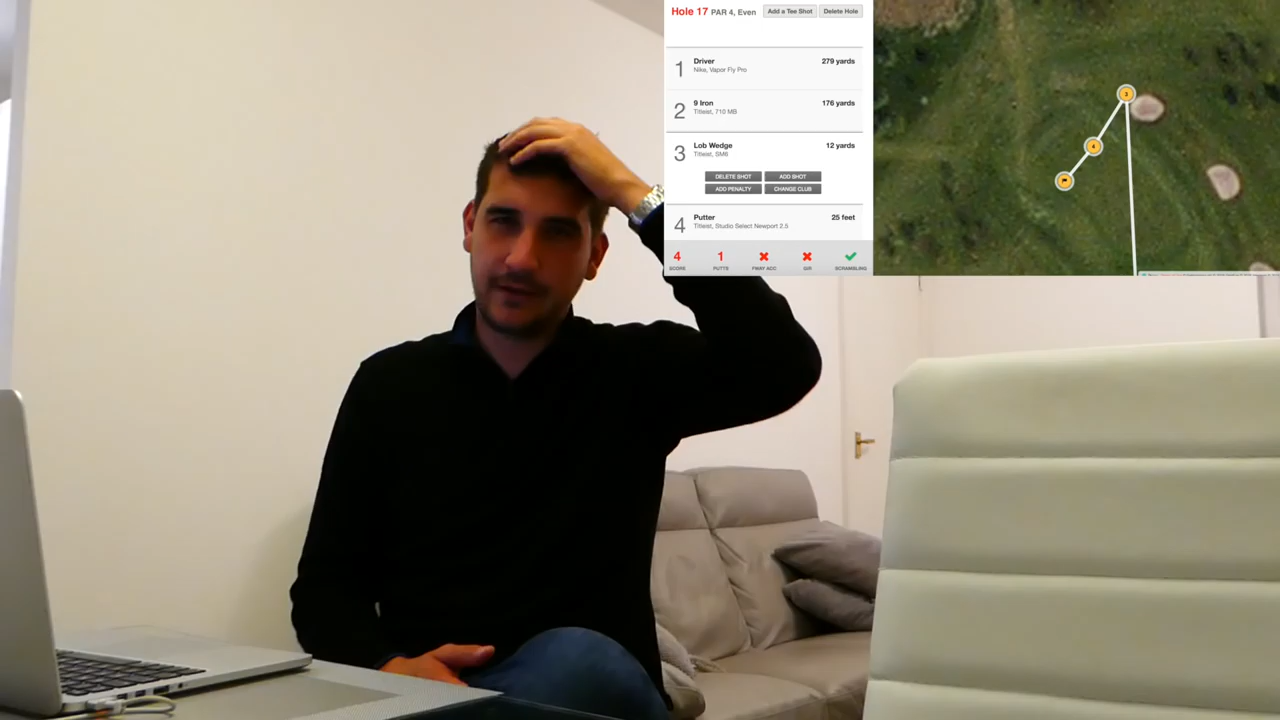 Hole 17 PAR 4, Even
Add a Tee Shot
Delete Hole
1
Driver
279 yards
Nike, Vapor Fly Pro
2
9 Iron
176 yards
Titleist, 710 MB
3
Lob Wedge
12 yards
Titleist, SM6
DELETE SHOT
ADD SHOT
ADD PENALTY
CHANGE CLUB
4
Putter
25 feet
Titleist, Studio Select Newport 2.5
4
SCORE
1
PUTTS
FWAY ACC
GIR
SCRAMBLING
3
4